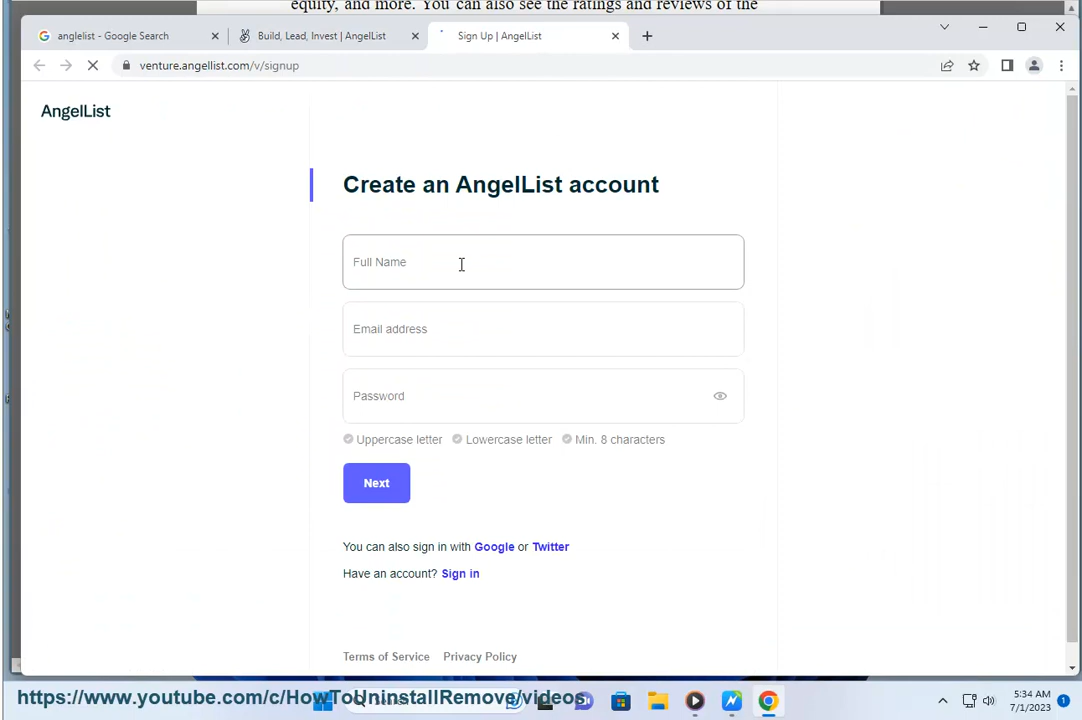 equity, and more. You can also see the ratings and reviews of the
anglelist - Google Search
Build, Lead, Invest | AngelList
Sign Up | AngelList
venture.angellist.com/v/signup
AngelList
Create an AngelList account
Full Name
Email address
Password
Uppercase letter
Lowercase letter
Min. 8 characters
Next
You can also sign in with Google or Twitter
Have an account? Sign in
Terms of Service
Privacy Policy
https://www.youtube.com/c/HowToUninstallRemove/videos
Search
5:34 AM
7/1/2023
1